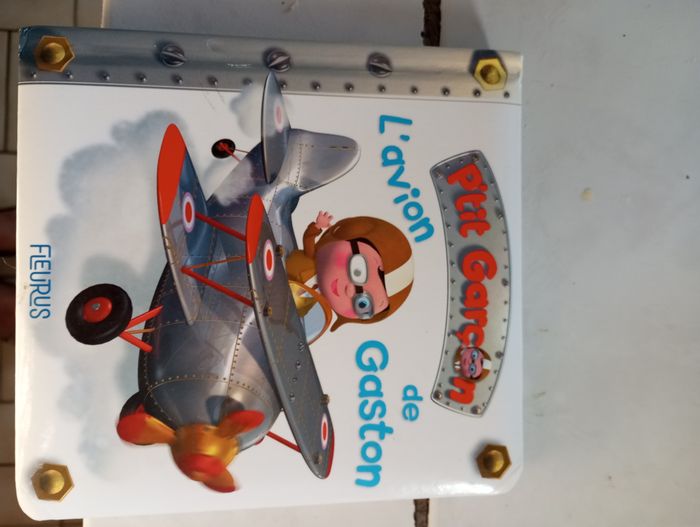 P'tit Garçon
L'avion
de
Gaston
FLEURUS